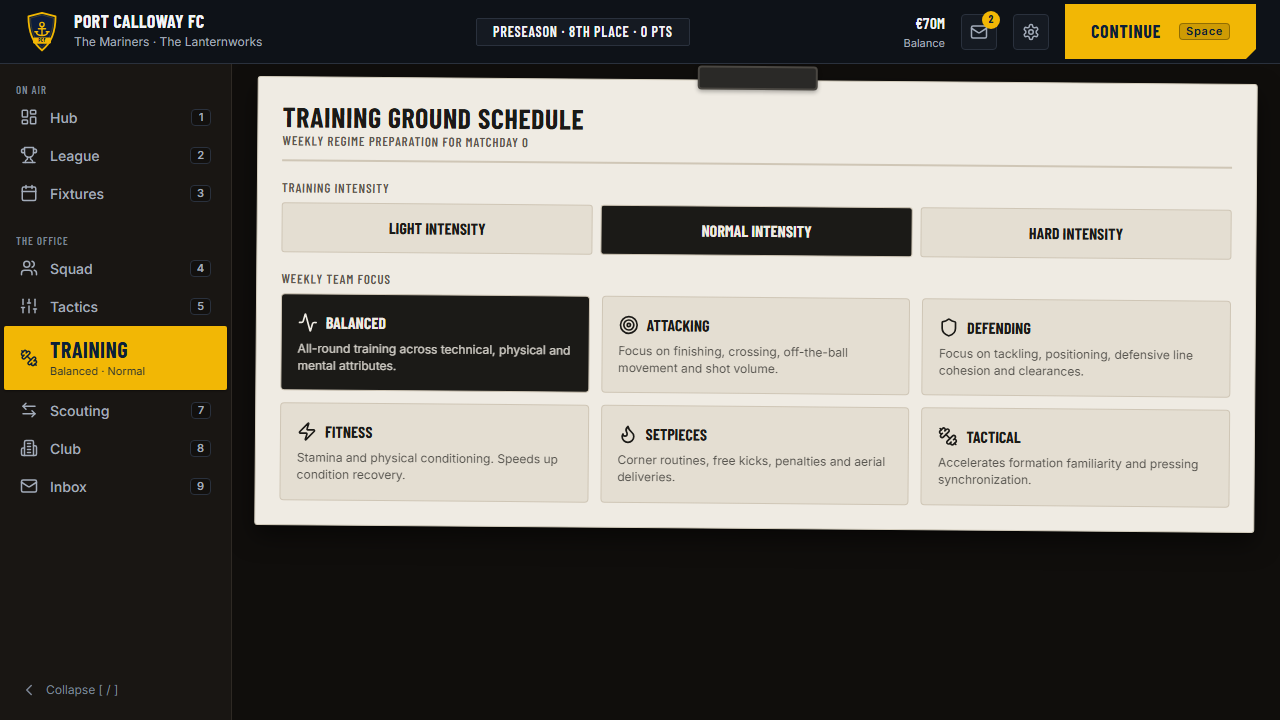 PORT CALLOWAY FC
The Mariners · The Lanternworks
PRESEASON · 8TH PLACE · 0 PTS
€70M
Balance
2
CONTINUE
Space
ON AIR
Hub
1
League
2
Fixtures
3
THE OFFICE
Squad
4
Tactics
5
TRAINING
Balanced · Normal
Scouting
7
Club
8
Inbox
9
Collapse [ / ]
TRAINING GROUND SCHEDULE
WEEKLY REGIME PREPARATION FOR MATCHDAY 0
TRAINING INTENSITY
LIGHT INTENSITY
NORMAL INTENSITY
HARD INTENSITY
WEEKLY TEAM FOCUS
BALANCED
All-round training across technical, physical and
mental attributes.
ATTACKING
Focus on finishing, crossing, off-the-ball
movement and shot volume.
DEFENDING
Focus on tackling, positioning, defensive line
cohesion and clearances.
FITNESS
Stamina and physical conditioning. Speeds up
condition recovery.
SETPIECES
Corner routines, free kicks, penalties and aerial
deliveries.
TACTICAL
Accelerates formation familiarity and pressing
synchronization.